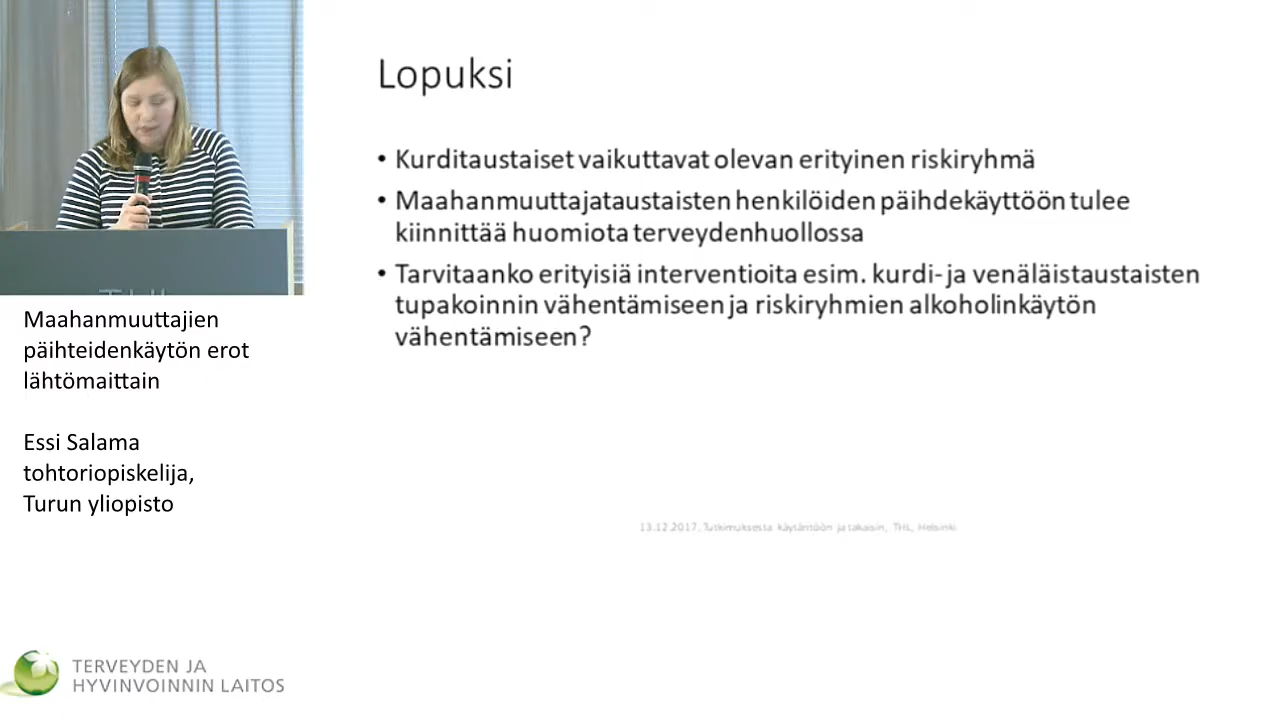 Lopuksi
• Kurditaustaiset vaikuttavat olevan erityinen riskiryhmä
• Maahanmuuttajataustaisten henkilöiden päihdekäyttöön tulee
kiinnittää huomiota terveydenhuollossa
• Tarvitaanko erityisiä interventioita esim. kurdi- ja venäläistaustaisten
tupakoinnin vähentämiseen ja riskiryhmien alkoholinkäytön
vähentämiseen?
13.12.2017, Tutkimuksesta käytäntöön ja takaisin, THL, Helsinki
Maahanmuuttajien
päihteidenkäytön erot
lähtömaittain
Essi Salama
tohtoriopiskelija,
Turun yliopisto
TERVEYDEN JA
HYVINVOINNIN LAITOS